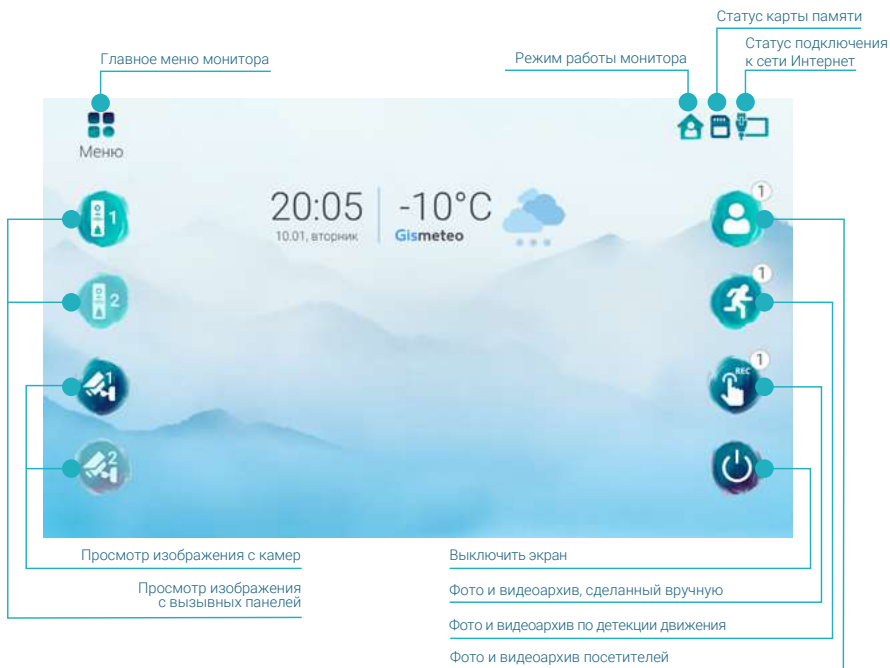 Статус карты памяти
Главное меню монитора
Режим работы монитора
Статус подключения
к сети Интернет
Меню
1
1
20:05
-10°C
10.01, вторник
Gismeteo
2
1
1
REC
1
2
Просмотр изображения с камер
Выключить экран
Просмотр изображения
с вызывных панелей
Фото и видеоархив, сделанный вручную
Фото и видеоархив по детекции движения
Фото и видеоархив посетителей